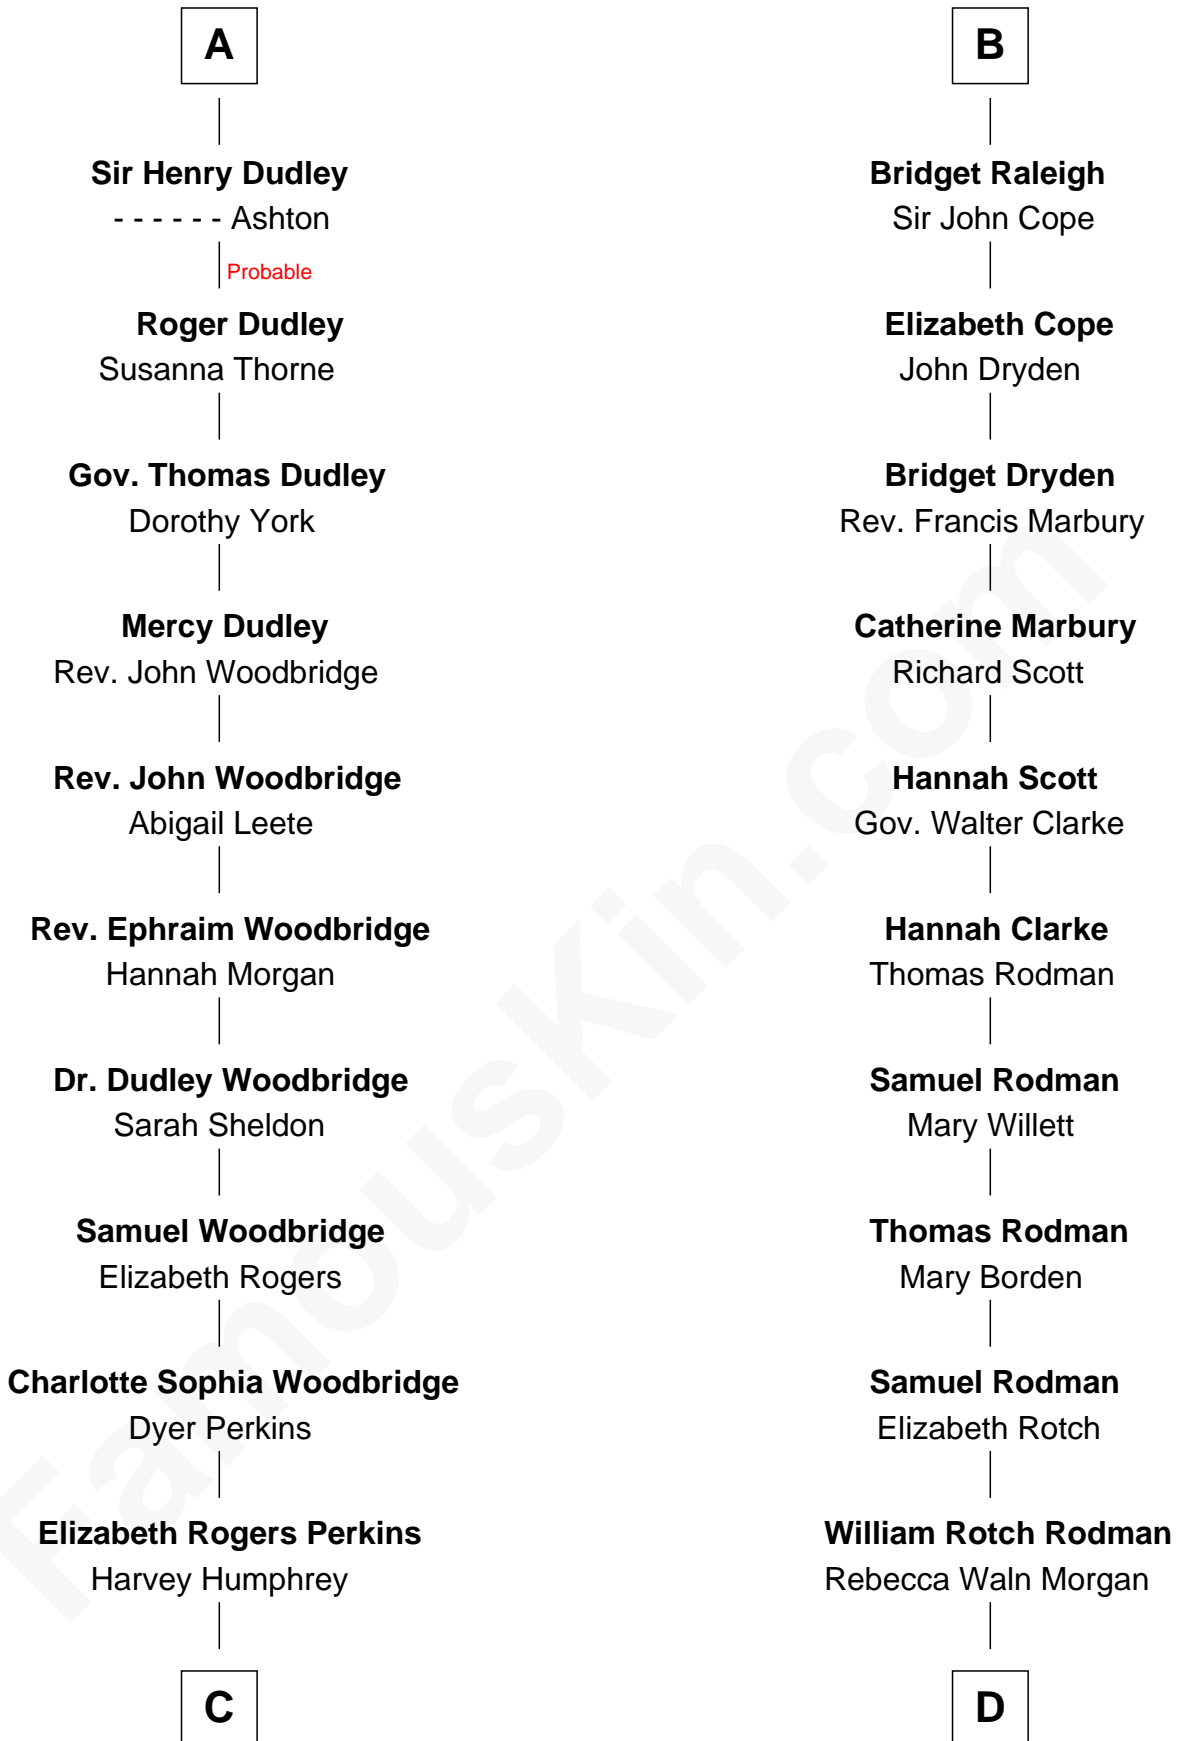 A
Sir Henry Dudley
- - - - - - Ashton
Probable
Roger Dudley
Susanna Thorne
Gov. Thomas Dudley
Dorothy York
Mercy Dudley
Rev. John Woodbridge
Rev. John Woodbridge
Abigail Leete
Rev. Ephraim Woodbridge
Hannah Morgan
Dr. Dudley Woodbridge
Sarah Sheldon
Samuel Woodbridge
Elizabeth Rogers
Charlotte Sophia Woodbridge
Dyer Perkins
Elizabeth Rogers Perkins
Harvey Humphrey
C
B
Bridget Raleigh
Sir John Cope
Elizabeth Cope
John Dryden
Bridget Dryden
Rev. Francis Marbury
Catherine Marbury
Richard Scott
Hannah Scott
Gov. Walter Clarke
Hannah Clarke
Thomas Rodman
Samuel Rodman
Mary Willett
Thomas Rodman
Mary Borden
Samuel Rodman
Elizabeth Rotch
William Rotch Rodman
Rebecca Waln Morgan
D
FamousKin.com